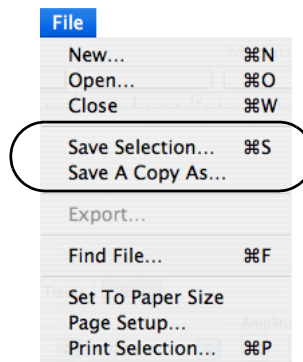 File
New... ⌘N
Open... ⌘O
Close ⌘W
Save Selection... ⌘S
Save A Copy As...
Export...
Find File... ⌘F
Set To Paper Size
Page Setup...
Print Selection... ⌘P